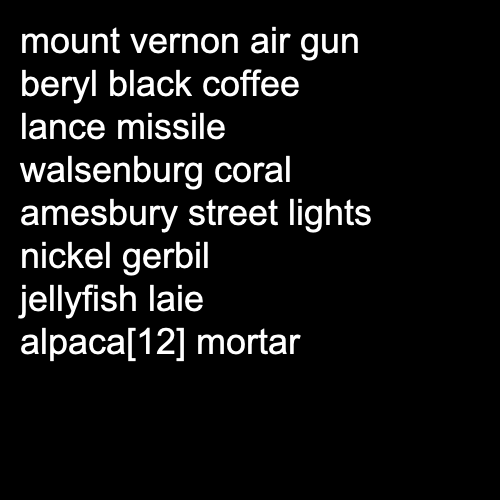 mount vernon air gun
beryl black coffee
lance missile
walsenburg coral
amesbury street lights
nickel gerbil
jellyfish laie
alpaca[12] mortar